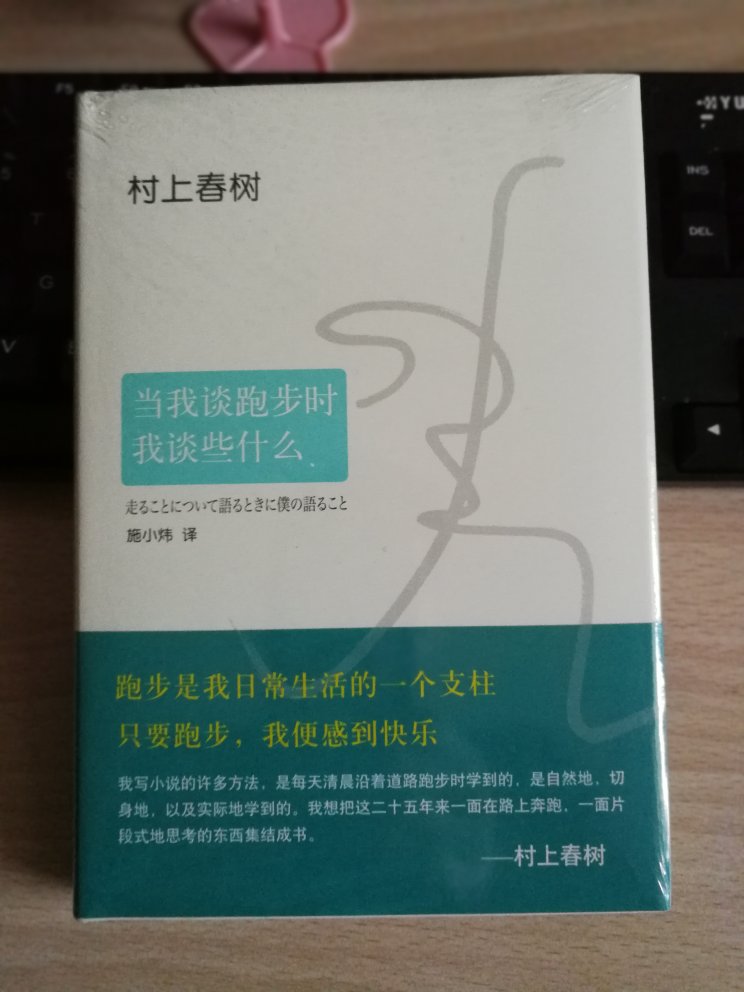 村上春树
当我谈跑步时
我谈些什么
走ることについて語るときに僕の語ること
施小炜 译
跑步是我日常生活的一个支柱
只要跑步，我便感到快乐
我写小说的许多方法，是每天清晨沿着道路跑步时学到的，是自然地，切
身地，以及实际地学到的。我想把这二十五年来一面在路上奔跑，一面片
段式地思考的东西集结成书。
——村上春树
F5
INS
DEL
T
G
V